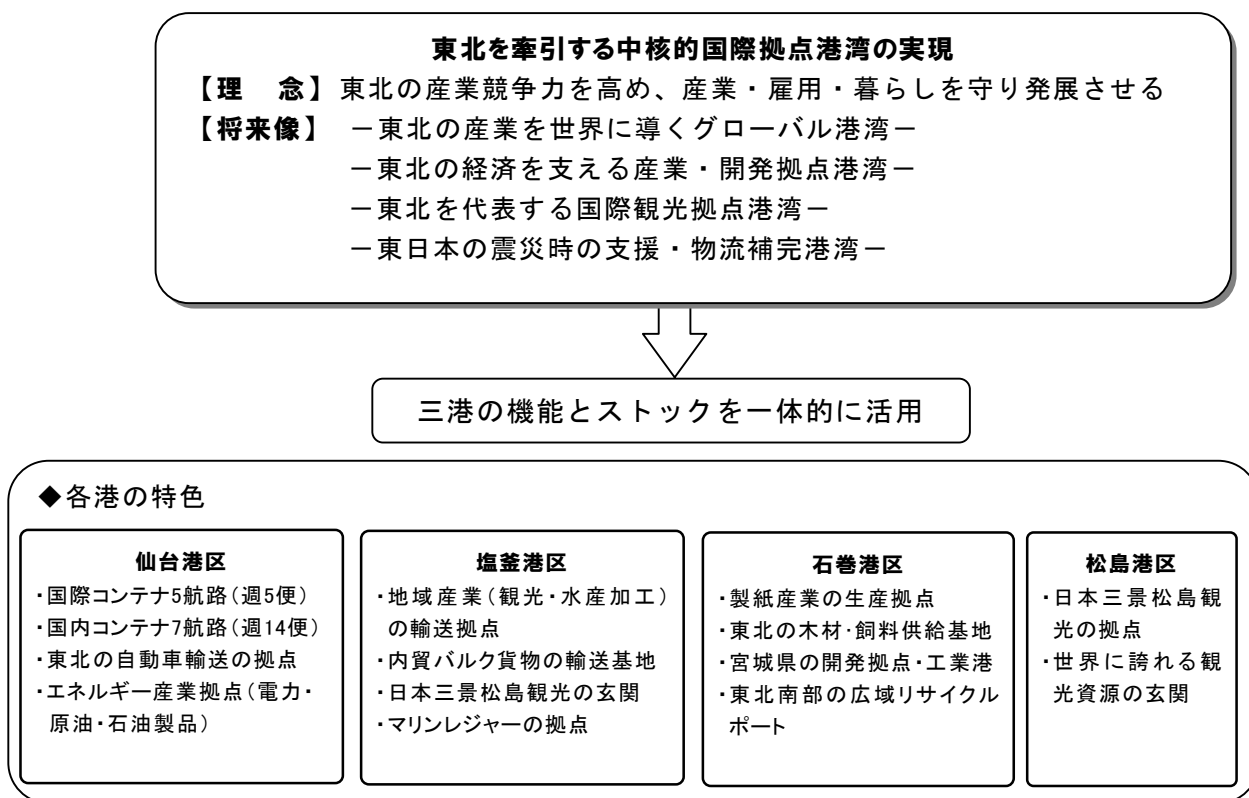 東北を牽引する中核的国際拠点港湾の実現
【理　念】東北の産業競争力を高め、産業・雇用・暮らしを守り発展させる
【将来像】　－東北の産業を世界に導くグローバル港湾－
－東北の経済を支える産業・開発拠点港湾－
－東北を代表する国際観光拠点港湾－
－東日本の震災時の支援・物流補完港湾－
三港の機能とストックを一体的に活用
◆各港の特色
仙台港区
・国際コンテナ5航路(週5便)
・国内コンテナ7航路(週14便)
・東北の自動車輸送の拠点
・エネルギー産業拠点(電力・
原油・石油製品)
塩釜港区
・地域産業(観光・水産加工)
の輸送拠点
・内貿バルク貨物の輸送基地
・日本三景松島観光の玄関
・マリンレジャーの拠点
石巻港区
・製紙産業の生産拠点
・東北の木材・飼料供給基地
・宮城県の開発拠点・工業港
・東北南部の広域リサイクル
ポート
松島港区
・日本三景松島観
光の拠点
・世界に誇れる観
光資源の玄関